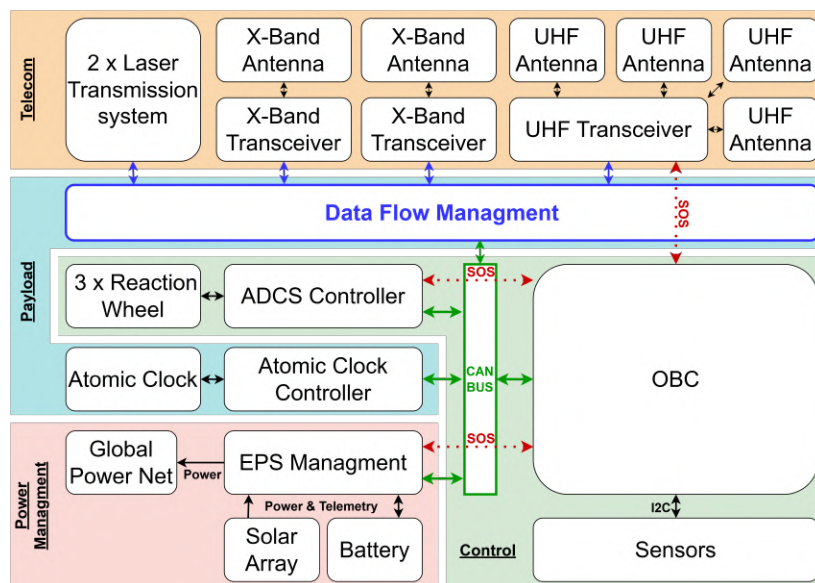 Telecom
2 x Laser
Transmission
system
X-Band
Antenna
X-Band
Antenna
UHF
Antenna
UHF
Antenna
UHF
Antenna
X-Band
Transceiver
X-Band
Transceiver
UHF Transceiver
UHF
Antenna
SOS
Payload
Data Flow Managment
3 x Reaction
Wheel
ADCS Controller
SOS
Atomic Clock
Atomic Clock
Controller
CAN
BUS
OBC
Power
Managment
Global
Power Net
Power
EPS Managment
SOS
Power & Telemetry
Solar
Array
Battery
Control
I2C
Sensors